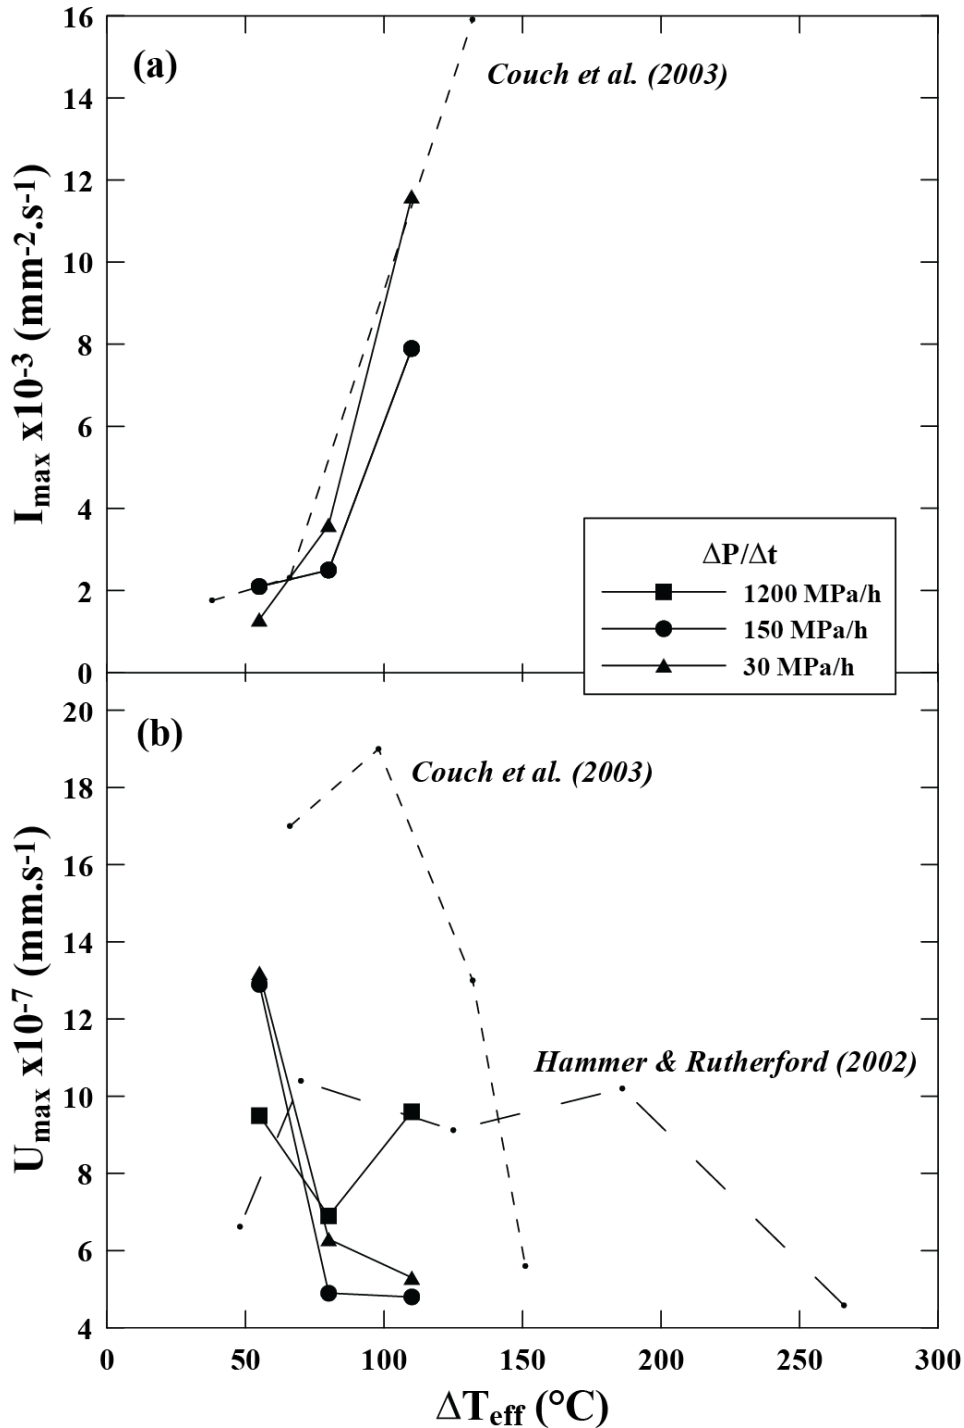 16
(a)
Couch et al. (2003)
14
12
10
8
6
4
2
0
I_max x10^-3 (mm^-2.s^-1)
ΔP/Δt
1200 MPa/h
150 MPa/h
30 MPa/h
20
(b)
Couch et al. (2003)
18
16
14
12
Hammer & Rutherford (2002)
10
8
6
4
U_max x10^-7 (mm.s^-1)
0 50 100 150 200 250 300
ΔT_eff (°C)